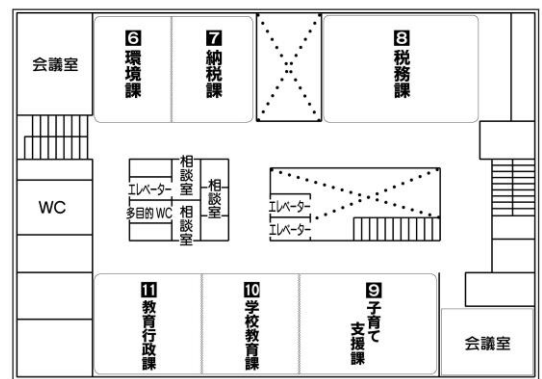 会議室
6 環境課
7 納税課
8 税務課
WC
相談室
エレベーター
多目的WC
相談室
相談室
エレベーター
エレベーター
11 教育行政課
10 学校教育課
9 子育て
支援課
会議室